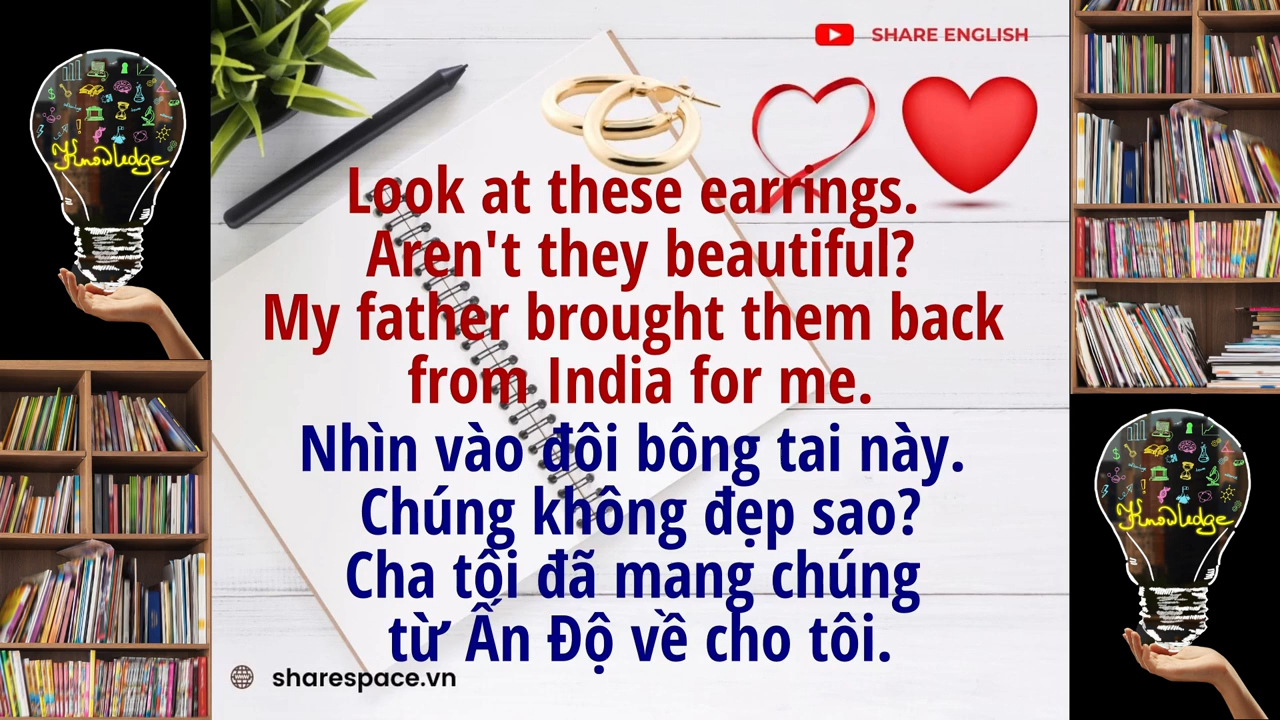 SHARE ENGLISH
Knowledge
Look at these earrings.
Aren't they beautiful?
My father brought them back
from India for me.
Nhìn vào đôi bông tai này.
Chúng không đẹp sao?
Cha tôi đã mang chúng
từ Ấn Độ về cho tôi.
Knowledge
sharespace.vn